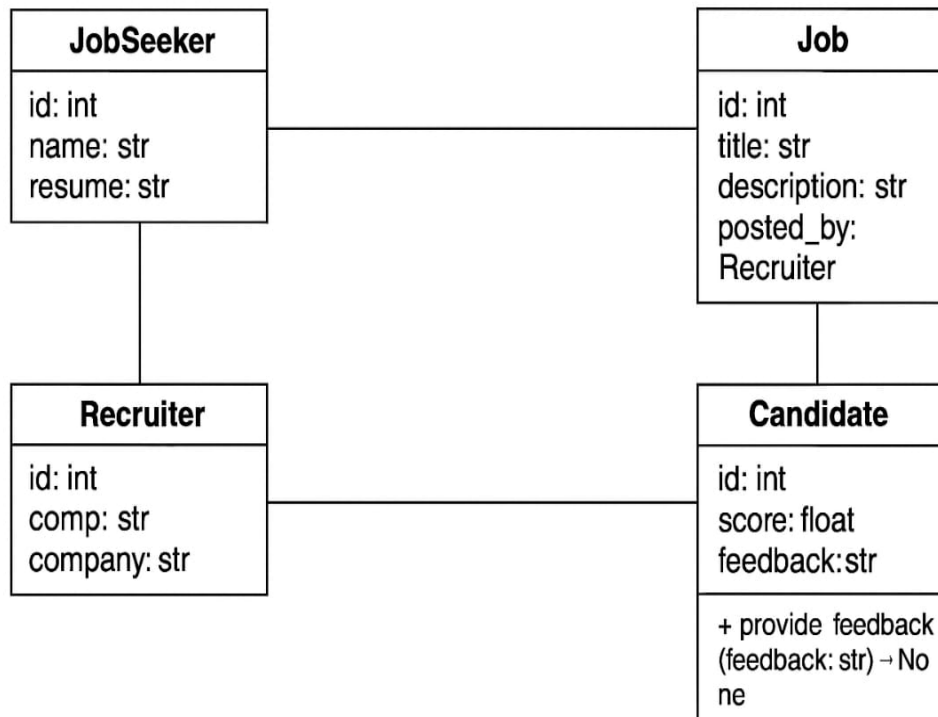 JobSeeker
id: int
name: str
resume: str
Job
id: int
title: str
description: str
posted_by:
Recruiter
Recruiter
id: int
comp: str
company: str
Candidate
id: int
score: float
feedback:str
+ provide feedback
(feedback: str)→No
ne